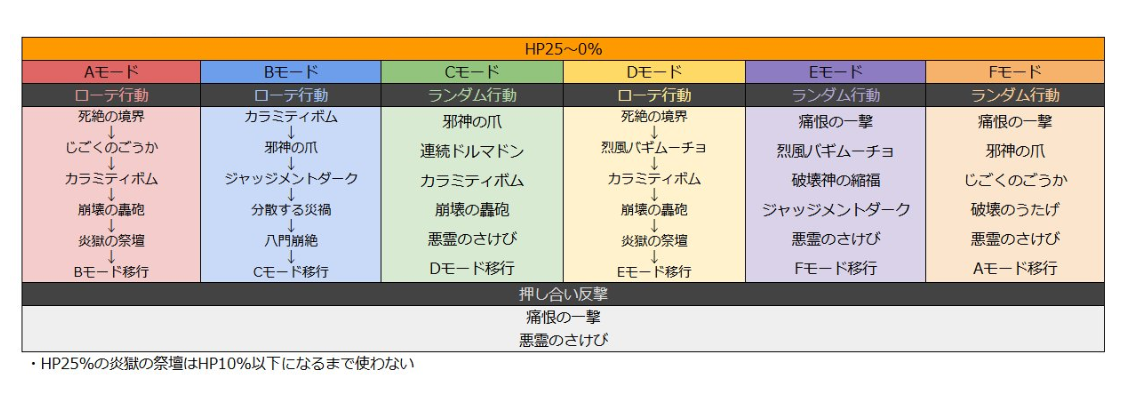 HP25～0%
Aモード Bモード Cモード Dモード Eモード Fモード
ローテ行動 ローテ行動 ランダム行動 ローテ行動 ランダム行動 ランダム行動
死絶の境界
↓
じごくのごうか
↓
カラミティボム
↓
崩壊の轟砲
↓
炎獄の祭壇
↓
Bモード移行
カラミティボム
↓
邪神の爪
↓
ジャッジメントダーク
↓
分散する災禍
↓
八門崩絶
↓
Cモード移行
邪神の爪
連続ドルマドン
カラミティボム
崩壊の轟砲
悪霊のさけび
Dモード移行
死絶の境界
↓
烈風バギムーチョ
↓
カラミティボム
↓
崩壊の轟砲
↓
炎獄の祭壇
↓
Eモード移行
痛恨の一撃
烈風バギムーチョ
破壊神の縮福
ジャッジメントダーク
悪霊のさけび
Fモード移行
痛恨の一撃
邪神の爪
じごくのごうか
破壊のうたげ
悪霊のさけび
Aモード移行
押し合い反撃
痛恨の一撃
悪霊のさけび
・HP25%の炎獄の祭壇はHP10%以下になるまで使わない